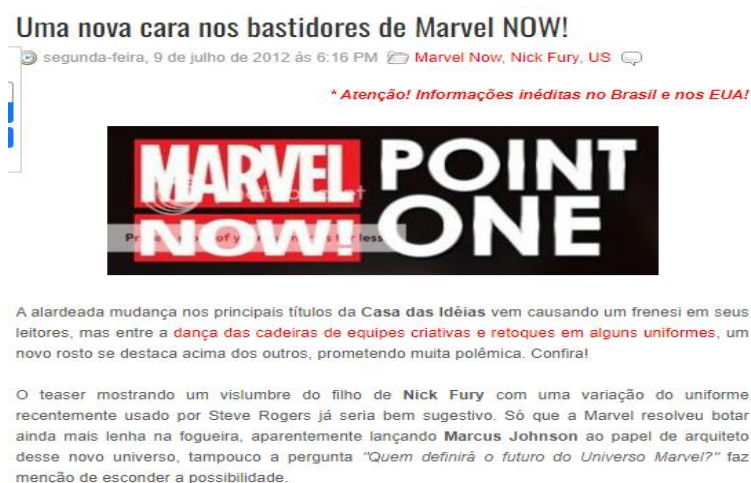 Uma nova cara nos bastidores de Marvel NOW!
segunda-feira, 9 de julho de 2012 ás 6:16 PM Marvel Now, Nick Fury, US
* Atenção! Informações inéditas no Brasil e nos EUA!
MARVEL POINT
NOW! ONE
A alardeada mudança nos principais títulos da Casa das Idéias vem causando um frenesi em seus
leitores, mas entre a dança das cadeiras de equipes criativas e retoques em alguns uniformes, um
novo rosto se destaca acima dos outros, prometendo muita polêmica. Confira!
O teaser mostrando um vislumbre do filho de Nick Fury com uma variação do uniforme
recentemente usado por Steve Rogers já seria bem sugestivo. Só que a Marvel resolveu botar
ainda mais lenha na fogueira, aparentemente lançando Marcus Johnson ao papel de arquiteto
desse novo universo, tampouco a pergunta "Quem definirá o futuro do Universo Marvel?" faz
menção de esconder a possibilidade.